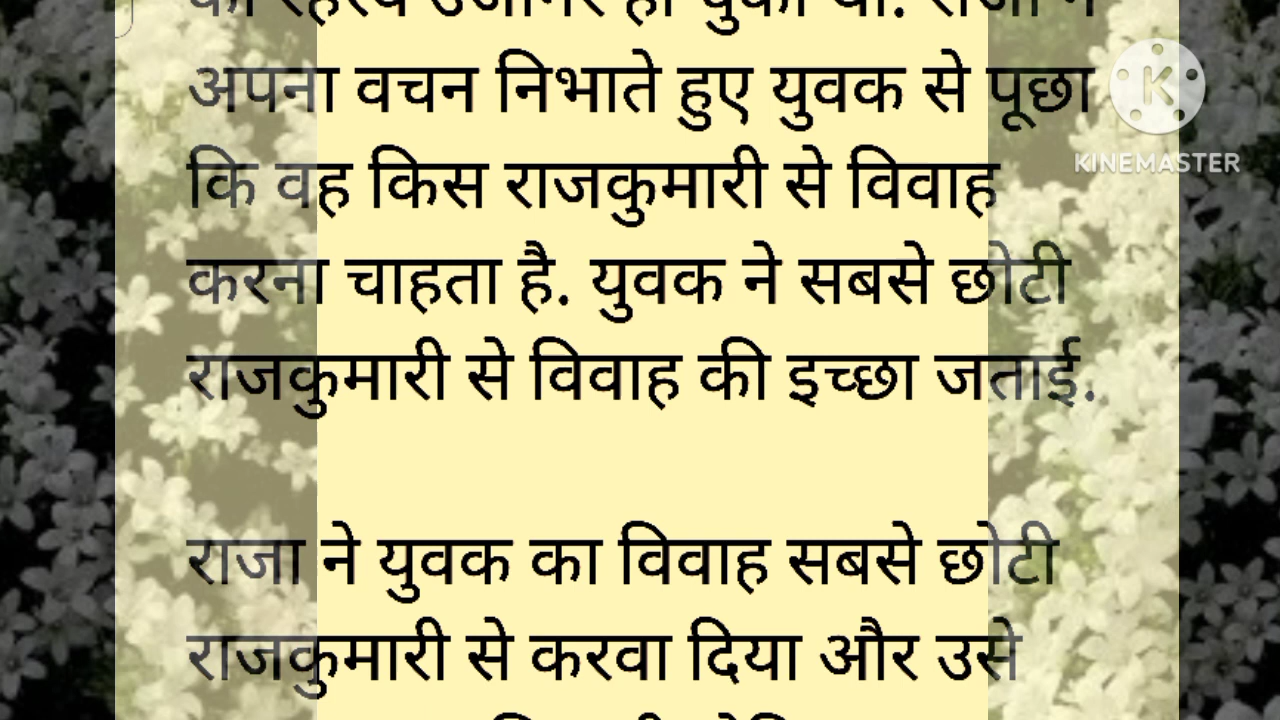 अपना वचन निभाते हुए युवक से पूछा
कि वह किस राजकुमारी से विवाह
करना चाहता है. युवक ने सबसे छोटी
राजकुमारी से विवाह की इच्छा जताई.
राजा ने युवक का विवाह सबसे छोटी
राजकुमारी से करवा दिया और उसे
KINEMASTER